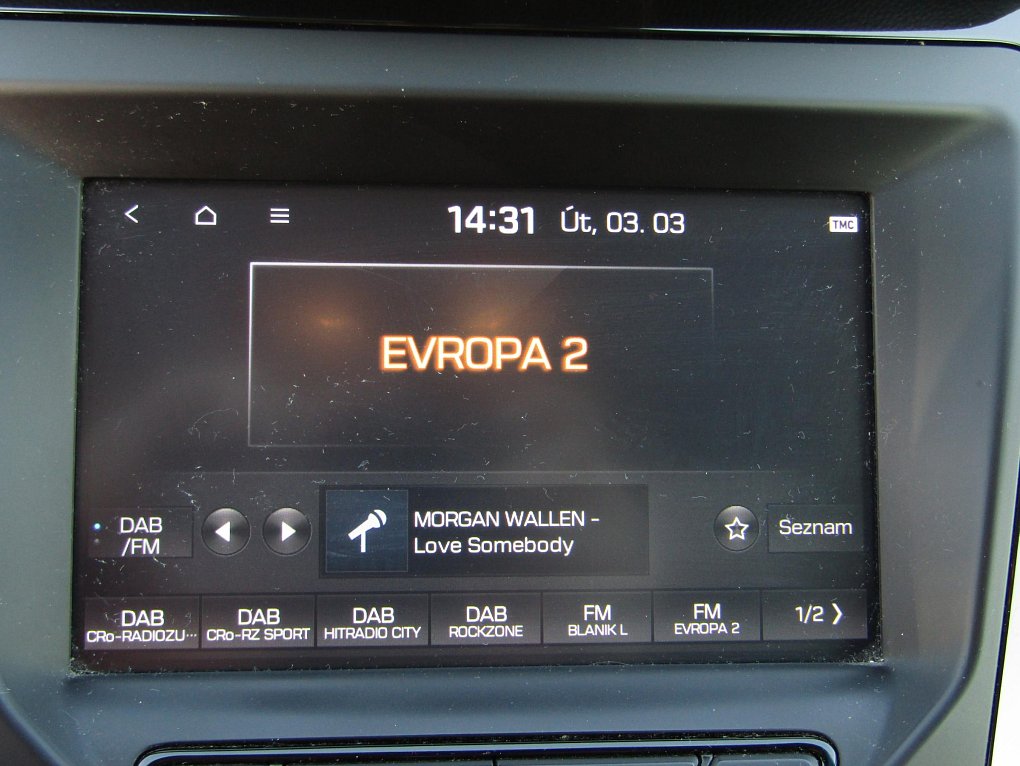 14:31 Út, 03. 03
TMC
EVROPA 2
DAB
/FM
MORGAN WALLEN -
Love Somebody
Seznam
DAB
CRo-RADIOZU···
DAB
CRo-RZ SPORT
DAB
HITRADIO CITY
DAB
ROCKZONE
FM
BLANIK L
FM
EVROPA 2
1/2